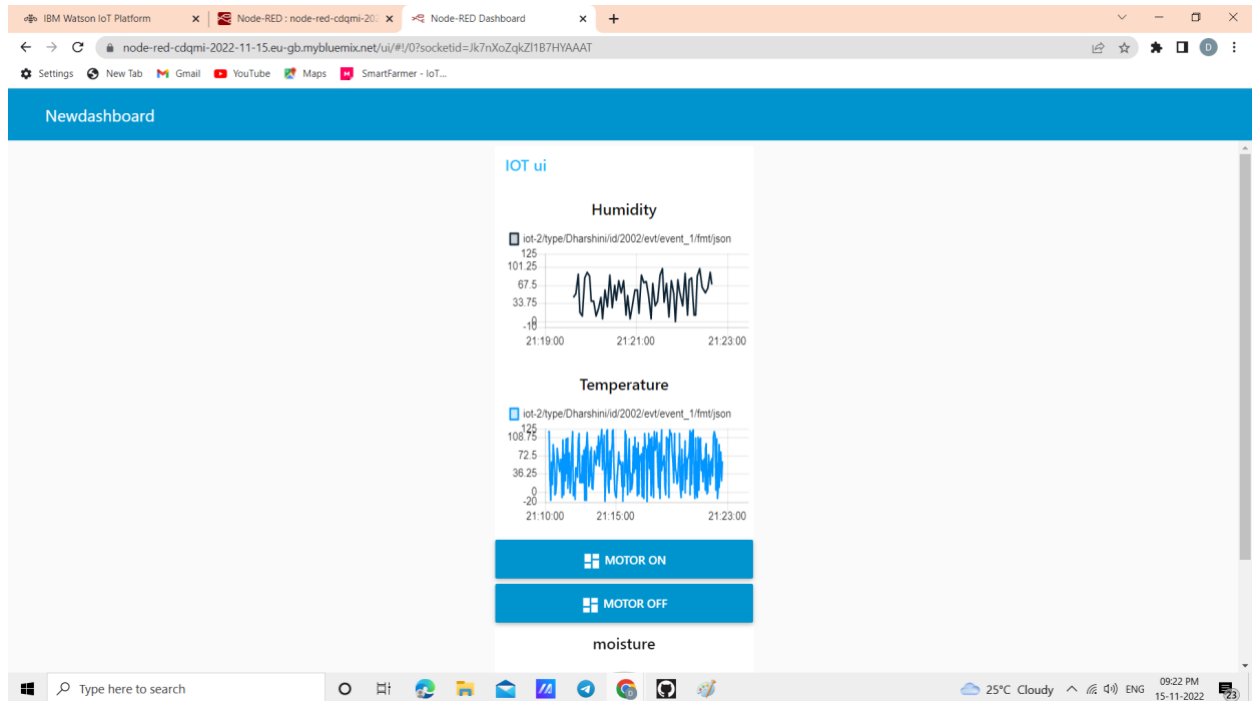 IBM Watson IoT Platform
Node-RED : node-red-cdqmi-202
Node-RED Dashboard
node-red-cdqmi-2022-11-15.eu-gb.mybluemix.net/ui/#!/0?socketid=Jk7nXoZqkZl1B7HYAAAT
D
Settings
New Tab
Gmail
YouTube
Maps
SmartFarmer - IoT...
Newdashboard
IOT ui
Humidity
iot-2/type/Dharshini/id/2002/evt/event_1/fmt/json
125
101.25
67.5
33.75
0
-10
21:19:00 21:21:00 21:23:00
Temperature
iot-2/type/Dharshini/id/2002/evt/event_1/fmt/json
125
108.75
72.5
36.25
0
-20
21:10:00 21:15:00 21:23:00
MOTOR ON
MOTOR OFF
moisture
Type here to search
25°C Cloudy
ENG
09:22 PM
15-11-2022
23